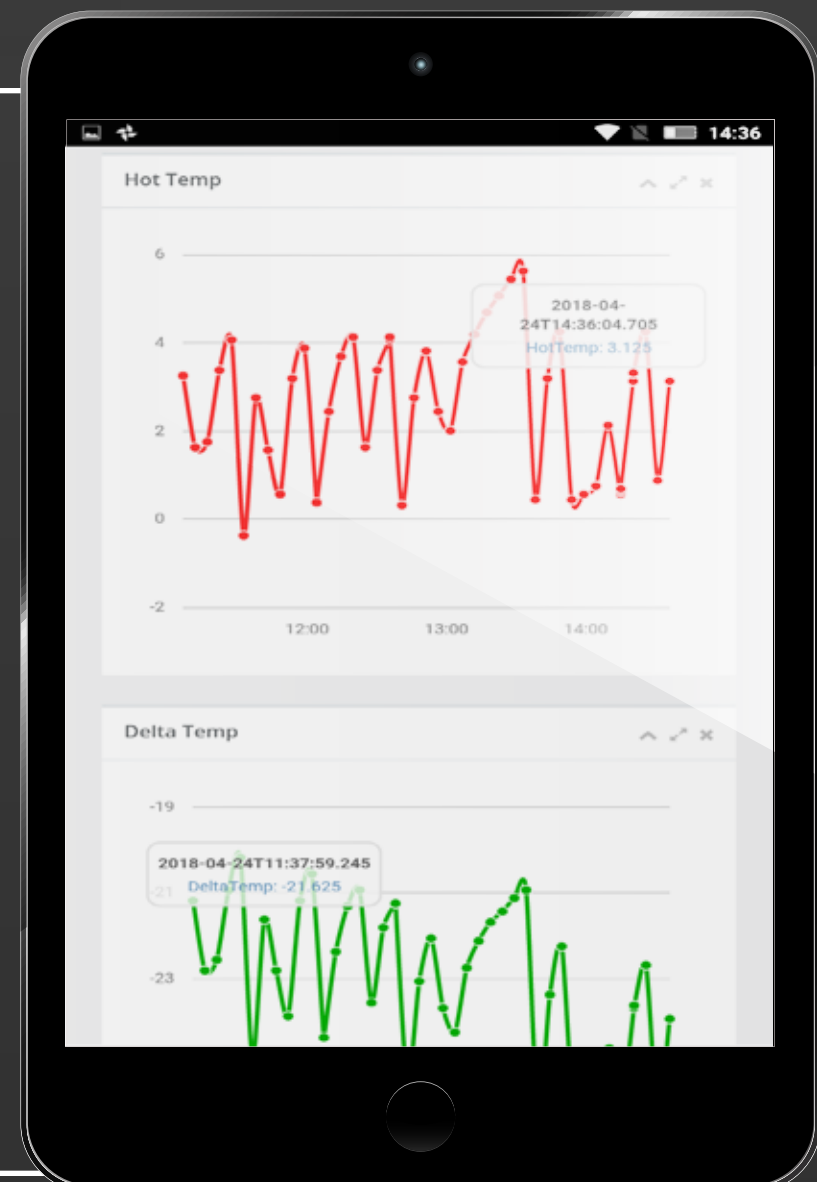 14:36
Hot Temp
6
2018-04-
24T14:36:04.705
HotTemp: 3.125
4
2
0
-2
12:00 13:00 14:00
Delta Temp
-19
2018-04-24T11:37:59.245
-21 DeltaTemp: -21.625
-23